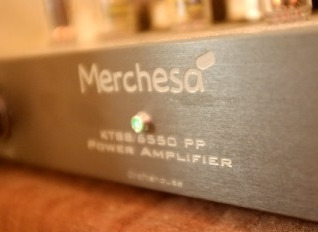 Merchesa
KT88 6550 PP
POWER AMPLIFIER